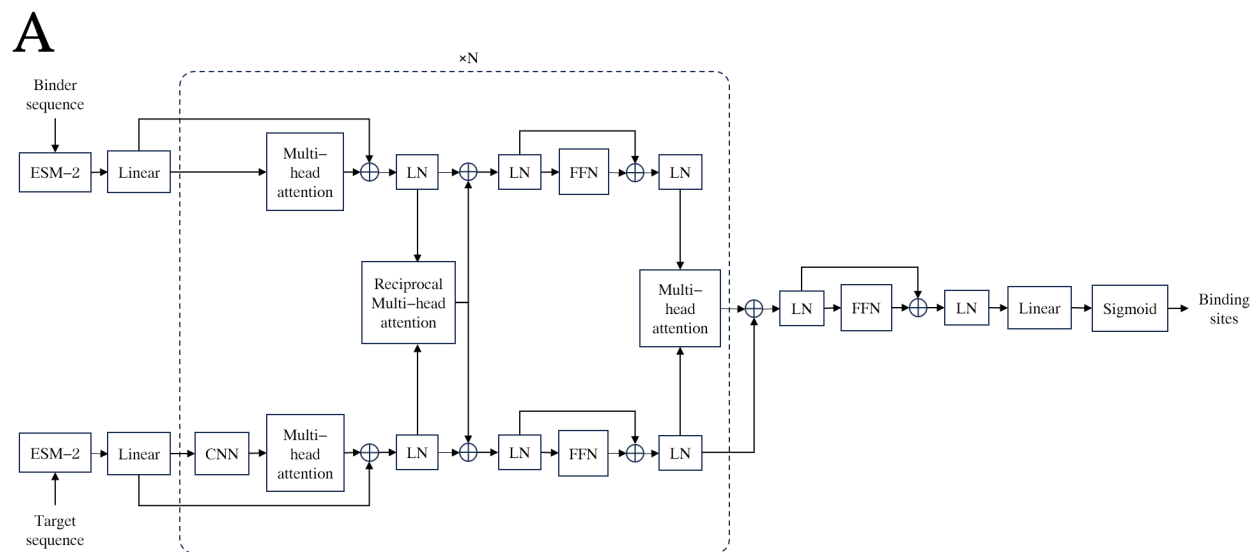 A
×N
Binder
sequence
ESM−2
Linear
Multi−
head
attention
LN
LN
FFN
LN
Reciprocal
Multi−head
attention
Multi−
head
attention
LN
FFN
LN
Linear
Sigmoid
Binding
sites
ESM−2
Linear
CNN
Multi−
head
attention
LN
LN
FFN
LN
Target
sequence